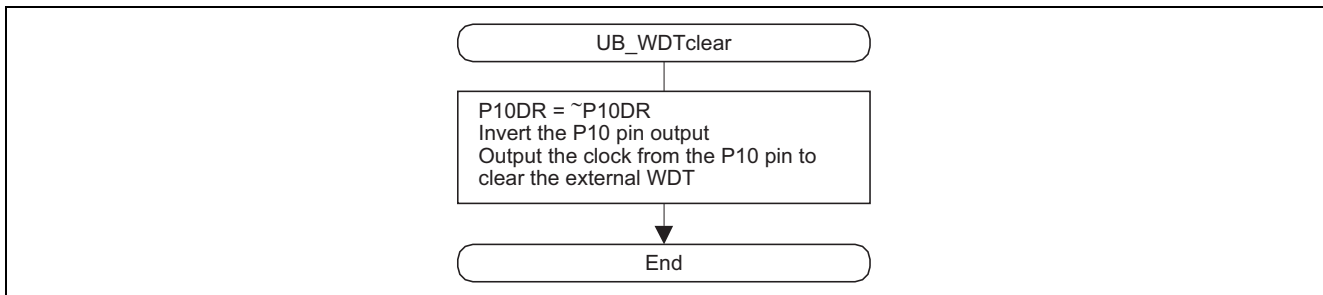 UB_WDTclear
P10DR = ~P10DR
Invert the P10 pin output
Output the clock from the P10 pin to
clear the external WDT
End